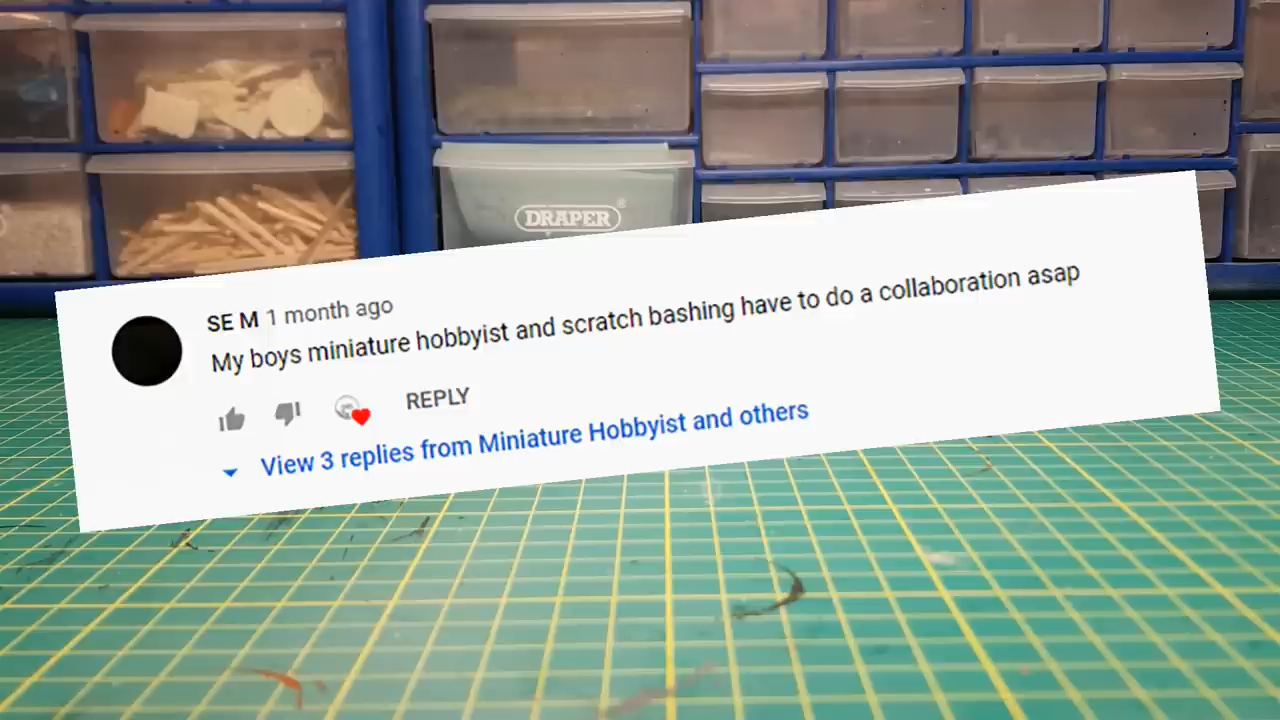 DRAPER®
SE M 1 month ago
My boys miniature hobbyist and scratch bashing have to do a collaboration asap
REPLY
View 3 replies from Miniature Hobbyist and others